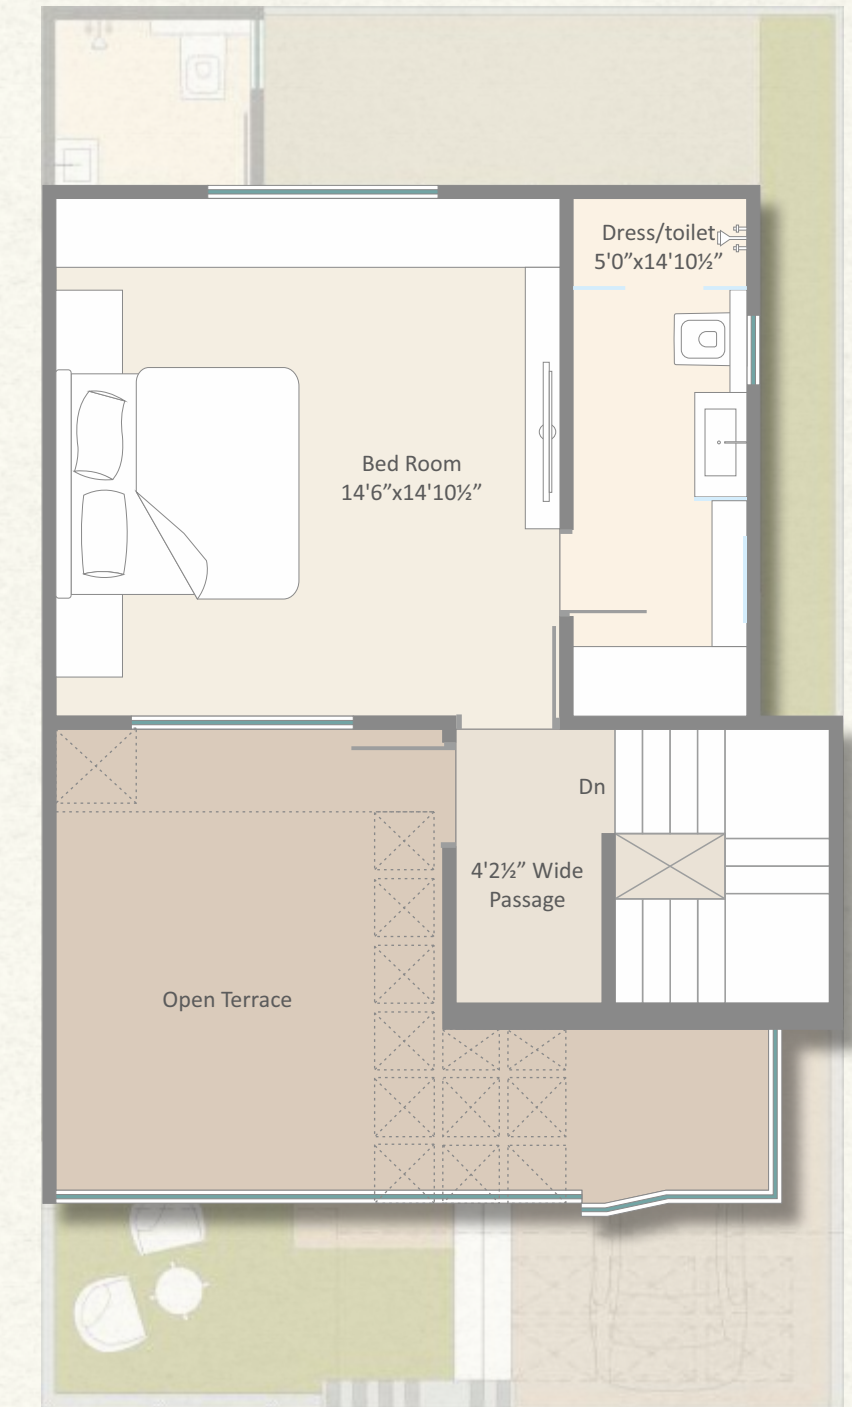 Dress/toilet
5'0”x14'10½”
Bed Room
14'6”x14'10½”
Dn
4'2½” Wide
Passage
Open Terrace